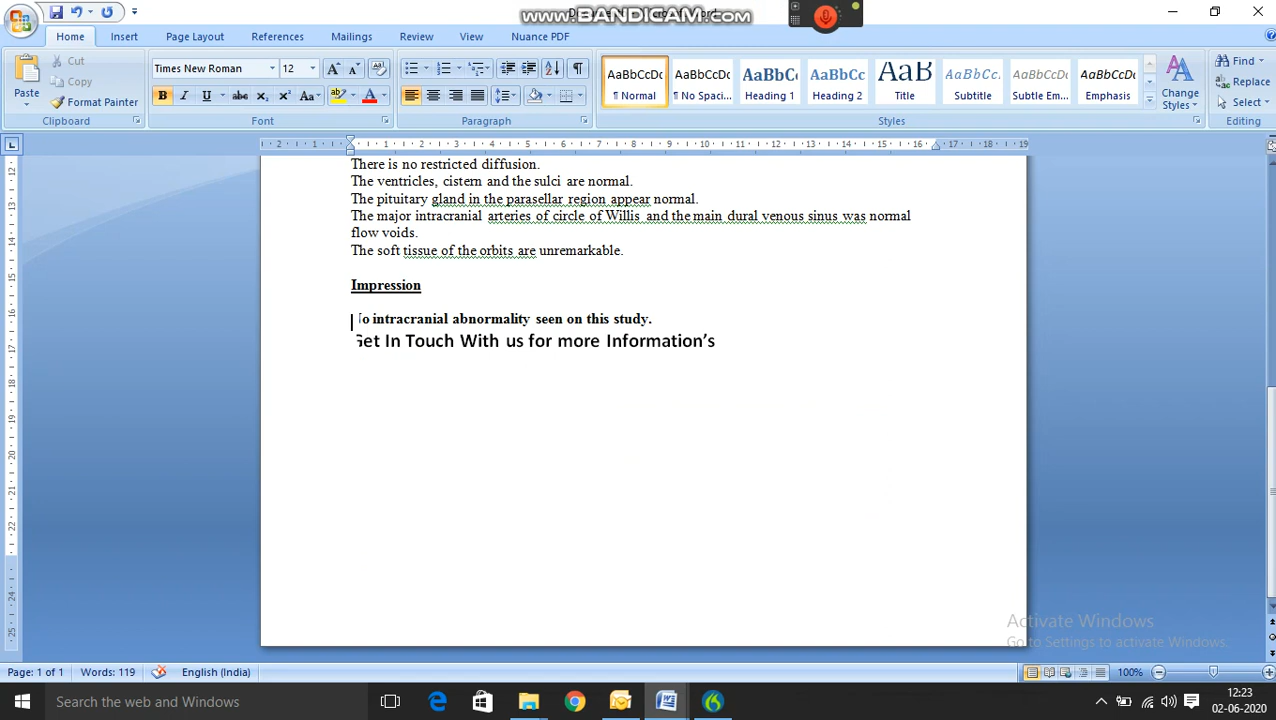 www.BANDICAM.com
Home Insert Page Layout References Mailings Review View Nuance PDF
Paste Cut Copy Format Painter Clipboard
Times New Roman 12 Font
Paragraph
AaBbCcDc ¶ Normal
AaBbCcDc ¶ No Spaci...
AaBbC Heading 1
AaBbCc Heading 2
AaB Title
AaBbCc. Subtitle
AaBbCcDc Subtle Em...
AaBbCcDc Emphasis
Change Styles
Styles
Find Replace Select Editing
There is no restricted diffusion.
The ventricles, cistern and the sulci are normal.
The pituitary gland in the parasellar region appear normal.
The major intracranial arteries of circle of Willis and the main dural venous sinus was normal
flow voids.
The soft tissue of the orbits are unremarkable.
Impression
No intracranial abnormality seen on this study.
Get In Touch With us for more Information’s
Activate Windows
Go to Settings to activate Windows.
Page: 1 of 1 Words: 119 English (India) 100%
Search the web and Windows
12:23
02-06-2020